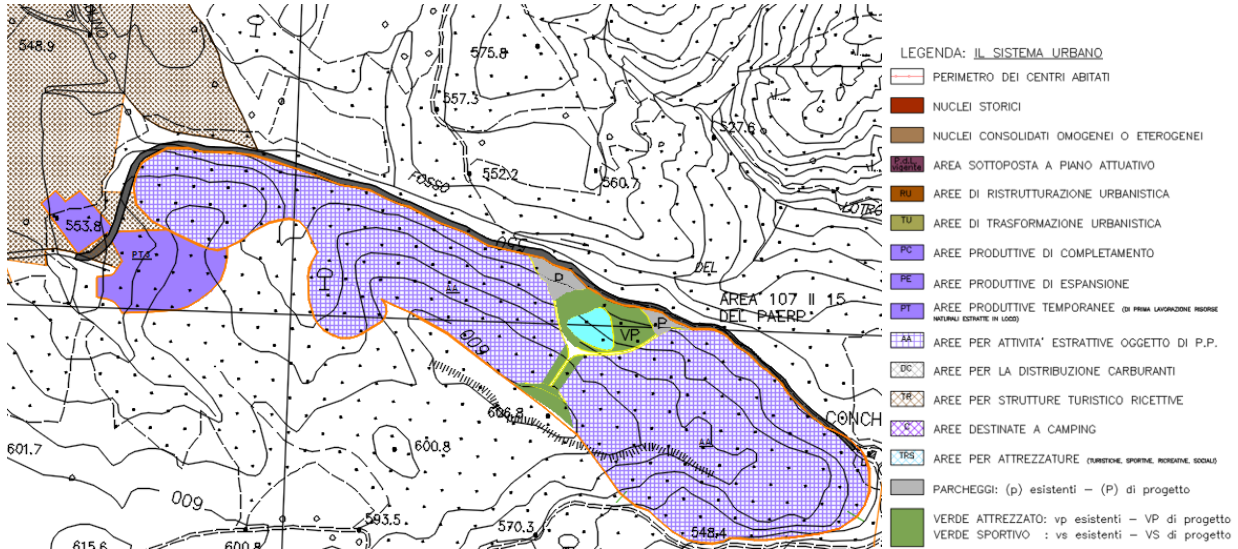 548.9
575.8
557.3
527.6
FOSSO
552.2
560.7
553.8
PT1
OSS
DEL
AA
P
AREA 107 II 15
DEL PAERP
P
VP
600
606.8
CONCH
601.7
600.8
AA
600
593.5
570.3
548.4
615.6
600.8
LEGENDA: IL SISTEMA URBANO
PERIMETRO DEI CENTRI ABITATI
NUCLEI STORICI
NUCLEI CONSOLIDATI OMOGENEI O ETEROGENEI
P.d.L. vigente AREA SOTTOPOSTA A PIANO ATTUATIVO
RU AREE DI RISTRUTTURAZIONE URBANISTICA
TU AREE DI TRASFORMAZIONE URBANISTICA
PC AREE PRODUTTIVE DI COMPLETAMENTO
PE AREE PRODUTTIVE DI ESPANSIONE
PT AREE PRODUTTIVE TEMPORANEE (DI PRIMA LAVORAZIONE RISORSE
NATURALI ESTRATTE IN LOCO)
AA AREE PER ATTIVITA' ESTRATTIVE OGGETTO DI P.P.
DC AREE PER LA DISTRIBUZIONE CARBURANTI
TR AREE PER STRUTTURE TURISTICO RICETTIVE
C AREE DESTINATE A CAMPING
TRS AREE PER ATTREZZATURE (TURISTICHE, SPORTIVE, RICREATIVE, SOCIALI)
PARCHEGGI: (p) esistenti – (P) di progetto
VERDE ATTREZZATO: vp esistenti – VP di progetto
VERDE SPORTIVO : vs esistenti – VS di progetto